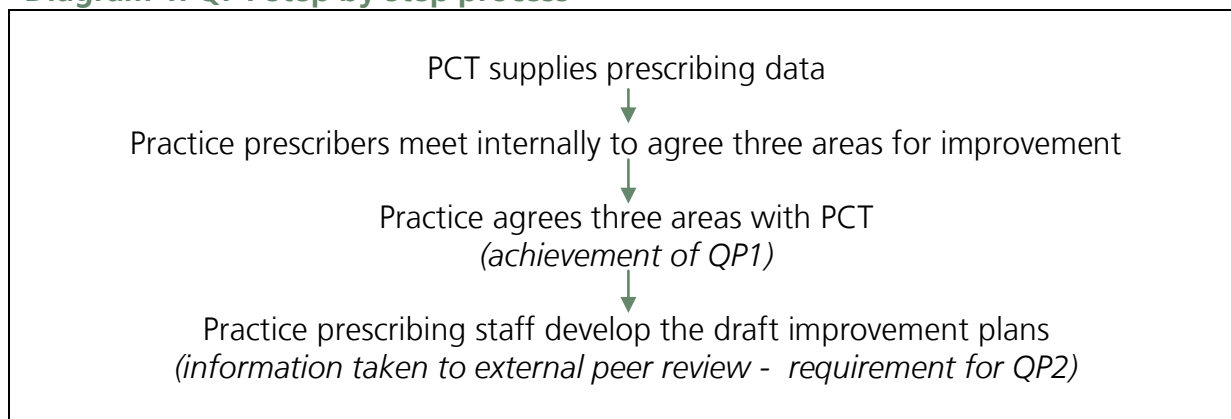 PCT supplies prescribing data
Practice prescribers meet internally to agree three areas for improvement
Practice agrees three areas with PCT
(achievement of QP1)
Practice prescribing staff develop the draft improvement plans
(information taken to external peer review - requirement for QP2)